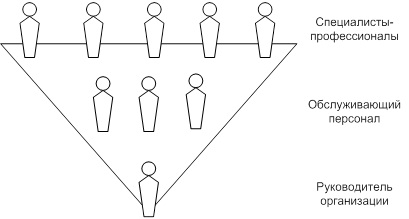 Специалисты-
профессионалы
Обслуживающий
персонал
Руководитель
организации